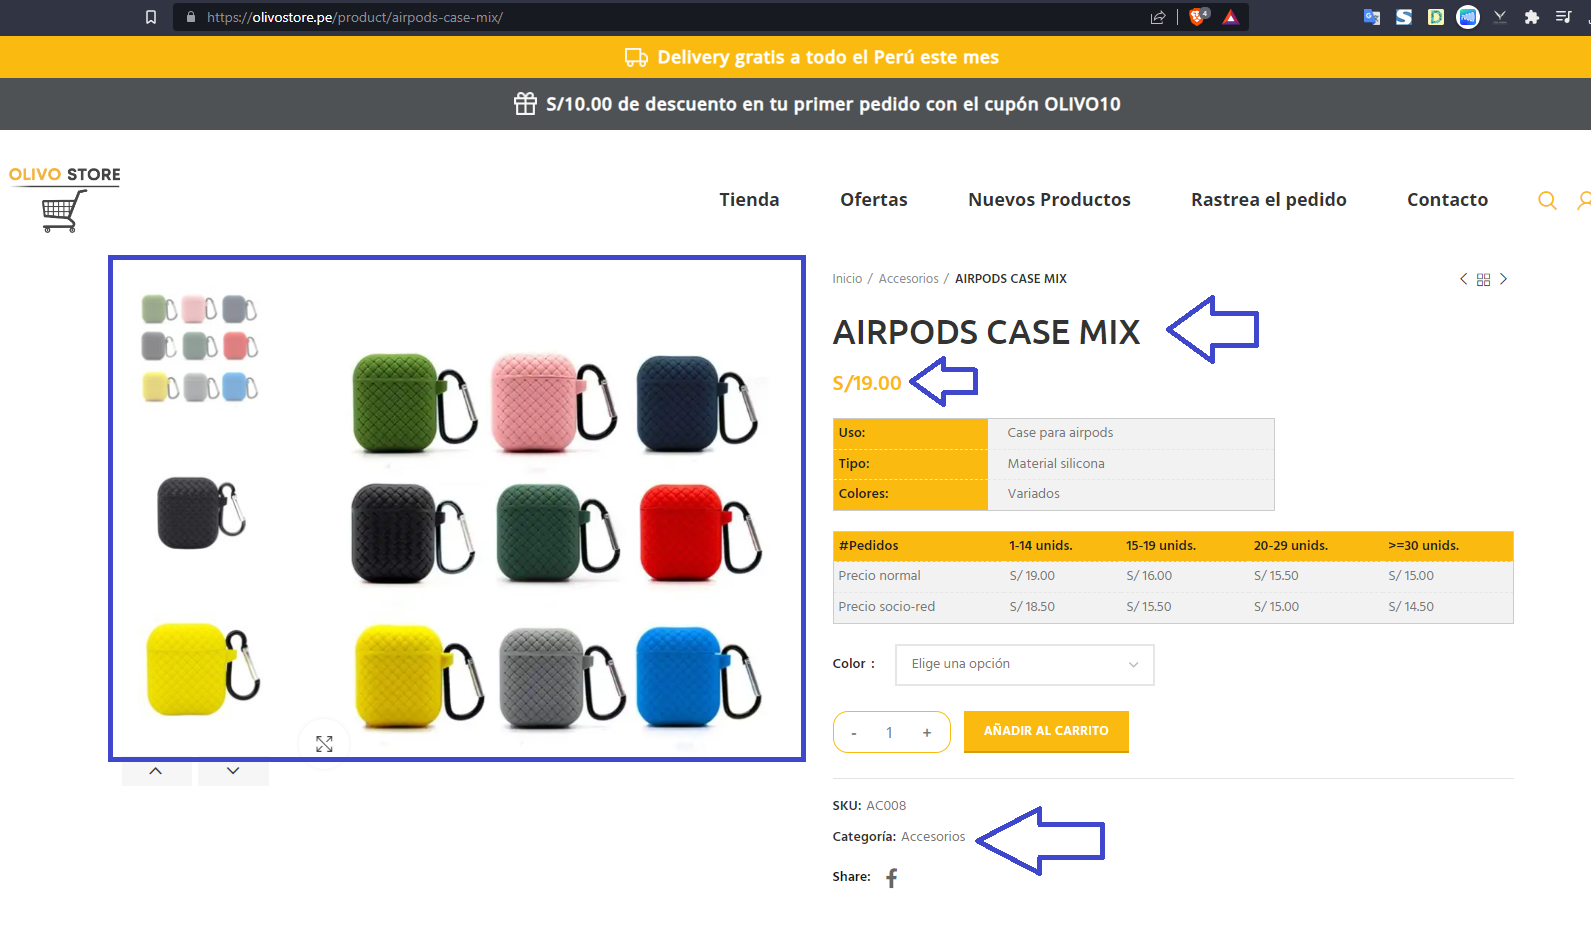 https://olivostore.pe/product/airpods-case-mix/
4
Delivery gratis a todo el Perú este mes
S/10.00 de descuento en tu primer pedido con el cupón OLIVO10
OLIVO STORE
Tienda Ofertas Nuevos Productos Rastrea el pedido Contacto
Inicio / Accesorios / AIRPODS CASE MIX
AIRPODS CASE MIX
S/19.00
Uso: Case para airpods
Tipo: Material silicona
Colores: Variados
#Pedidos 1-14 unids. 15-19 unids. 20-29 unids. >=30 unids.
Precio normal S/ 19.00 S/ 16.00 S/ 15.50 S/ 15.00
Precio socio-red S/ 18.50 S/ 15.50 S/ 15.00 S/ 14.50
Color : Elige una opción
- 1 + AÑADIR AL CARRITO
SKU: AC008
Categoría: Accesorios
Share: